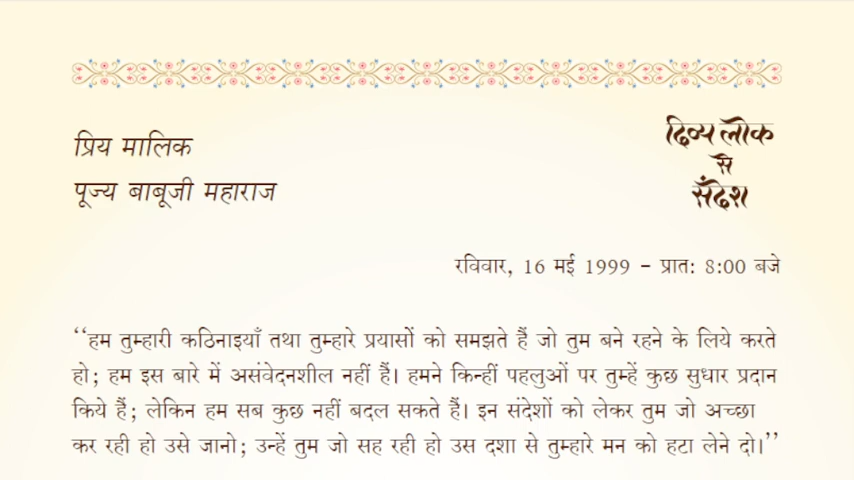 प्रिय मालिक
पूज्य बाबूजी महाराज
दिव्य लोक
से
संदेश
रविवार, 16 मई 1999 - प्रात: 8:00 बजे
‘‘हम तुम्हारी कठिनाइयाँ तथा तुम्हारे प्रयासों को समझते हैं जो तुम बने रहने के लिये करते
हो; हम इस बारे में असंवेदनशील नहीं हैं। हमने किन्हीं पहलुओं पर तुम्हें कुछ सुधार प्रदान
किये हैं; लेकिन हम सब कुछ नहीं बदल सकते हैं। इन संदेशों को लेकर तुम जो अच्छा
कर रही हो उसे जानो; उन्हें तुम जो सह रही हो उस दशा से तुम्हारे मन को हटा लेने दो।’’